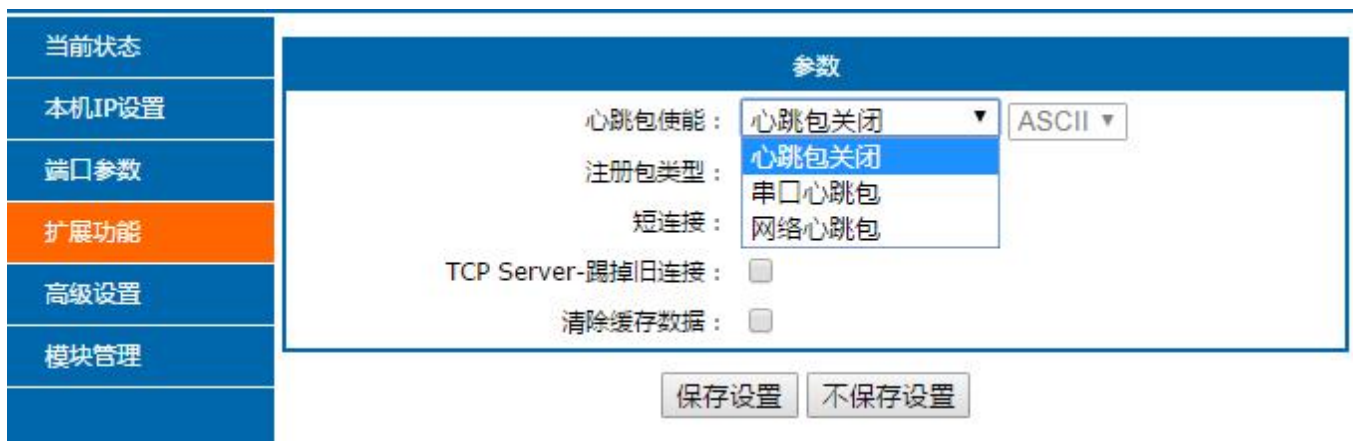 当前状态
本机IP设置
端口参数
扩展功能
高级设置
模块管理
参数
心跳包使能： 心跳包关闭 ASCII
心跳包关闭
注册包类型：
串口心跳包
短连接：
网络心跳包
TCP Server-踢掉旧连接：
清除缓存数据：
保存设置 不保存设置